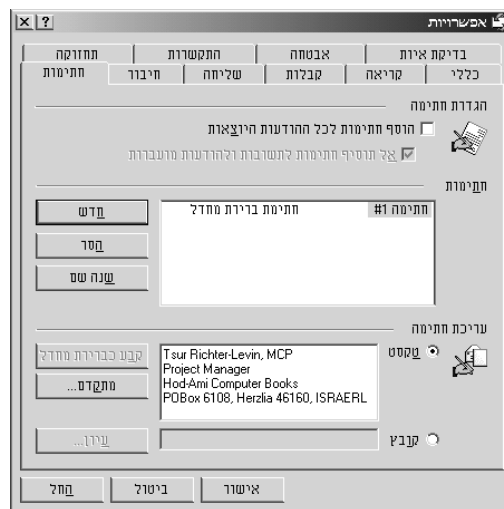 אפשרויות
בדיקת איות אבטחה התקשרות תחזוקה
כללי קריאה קבלות שליחה חיבור חתימות
הגדרת חתימה
הוסף חתימות לכל ההודעות היוצאות
אל תוסיף חתימות לתשובות ולהודעות מועברות
חתימות
חתימה 1# חתימת ברירת מחדל
חדש
הסר
שנה שם
עריכת חתימה
טקסט
Tsur Richter-Levin, MCP
Project Manager
Hod-Ami Computer Books
POBox 6108, Herzlia 46160, ISRAERL
קבע כברירת מחדל
מתקדם...
קובץ
עיון...
אישור ביטול החל